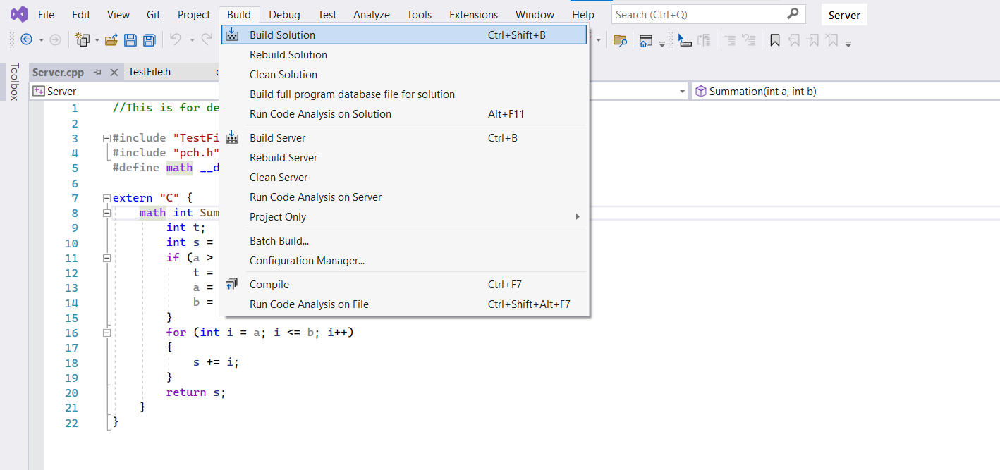 File Edit View Git Project Build Debug Test Analyze Tools Extensions Window Help Search (Ctrl+Q) Server
Toolbox
Server.cpp TestFile.h
Server Summation(int a, int b)
Build Solution Ctrl+Shift+B
Rebuild Solution
Clean Solution
Build full program database file for solution
Run Code Analysis on Solution Alt+F11
Build Server Ctrl+B
Rebuild Server
Clean Server
Run Code Analysis on Server
Project Only
Batch Build...
Configuration Manager...
Compile Ctrl+F7
Run Code Analysis on File Ctrl+Shift+Alt+F7
1 //This is for de
2
3 #include "TestFi
4 #include "pch.h"
5 #define math __d
6
7 extern "C" {
8 math int Sum
9 int t;
10 int s =
11 if (a >
12 t =
13 a =
14 b =
15 }
16 for (int i = a; i <= b; i++)
17 {
18 s += i;
19 }
20 return s;
21 }
22 }